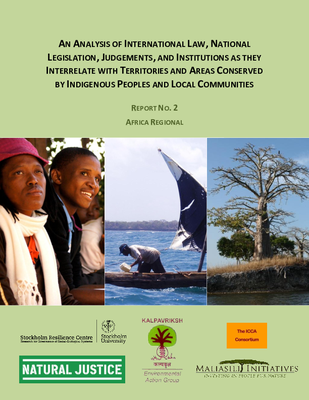 AN ANALYSIS OF INTERNATIONAL LAW, NATIONAL
LEGISLATION, JUDGEMENTS, AND INSTITUTIONS AS THEY
INTERRELATE WITH TERRITORIES AND AREAS CONSERVED
BY INDIGENOUS PEOPLES AND LOCAL COMMUNITIES
REPORT NO. 2
AFRICA REGIONAL
Stockholm Resilience Centre
Stockholm
University
NATURAL JUSTICE
KALPAVRIKSH
Environmental
Action Group
The ICCA
Consortium
MALIASILI INITIATIVES